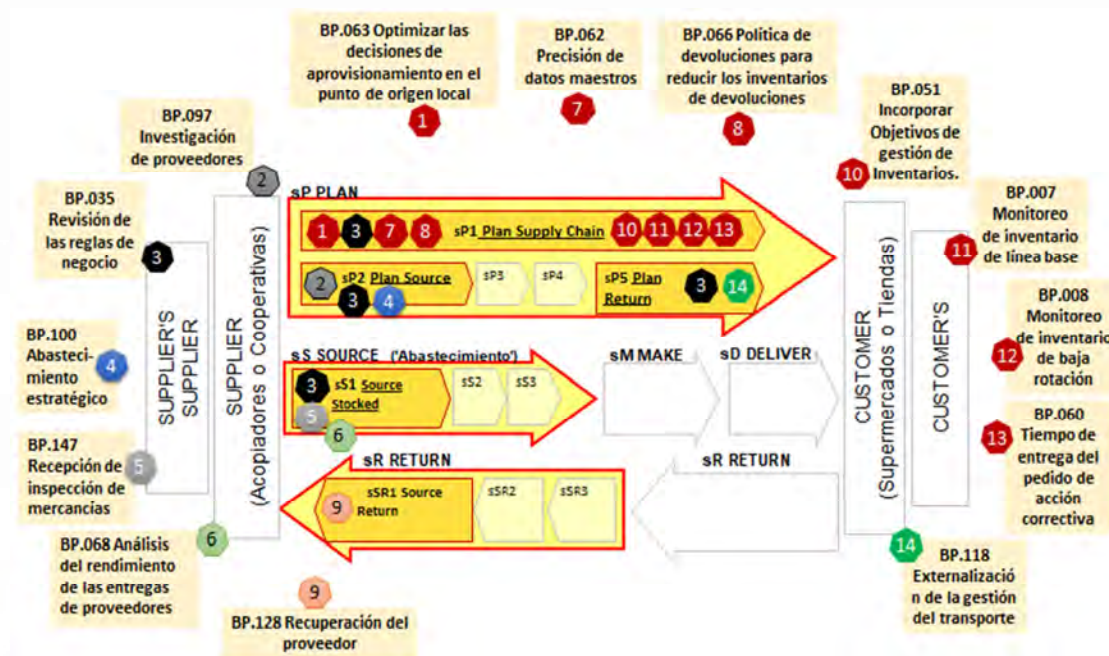 BP.063 Optimizar las
decisiones de
aprovisionamiento en el
punto de origen local
1
BP.062
Precisión de
datos maestros
7
BP.066 Política de
devoluciones para
reducir los inventarios
de devoluciones
8
BP.051
Incorporar
Objetivos de
gestión de
Inventarios.
10
BP.097
Investigación
de proveedores
2
BP.035
Revisión de
las reglas de
negocio
3
BP.100
Abasteci-
miento
estratégico
4
BP.147
Recepción de
inspección de
mercancías
5
BP.068 Análisis
del rendimiento
de las entregas
de proveedores
6
BP.128 Recuperación del
proveedor
9
SUPPLIER'S
SUPPLIER
SUPPLIER
(Acopiadores o Cooperativas)
sP PLAN
1 3 7 8 sP1 Plan Supply Chain 10 11 12 13
2 sP2 Plan Source
3 4
sP3
sP4
sP5 Plan
Return
3 14
sS SOURCE ('Abastecimiento')
3 sS1 Source
Stocked
5
6
sS2
sS3
sM MAKE
sD DELIVER
sR RETURN
9 sSR1 Source
Return
sSR2
sSR3
sR RETURN
CUSTOMER
(Supermercados o Tiendas)
CUSTOMER'S
BP.007
Monitoreo
de inventario
de línea base
11
BP.008
Monitoreo
de inventario
de baja
rotación
12
BP.060
Tiempo de
entrega del
pedido de
acción
correctiva
13
BP.118
Externalizació
n de la gestión
del transporte
14